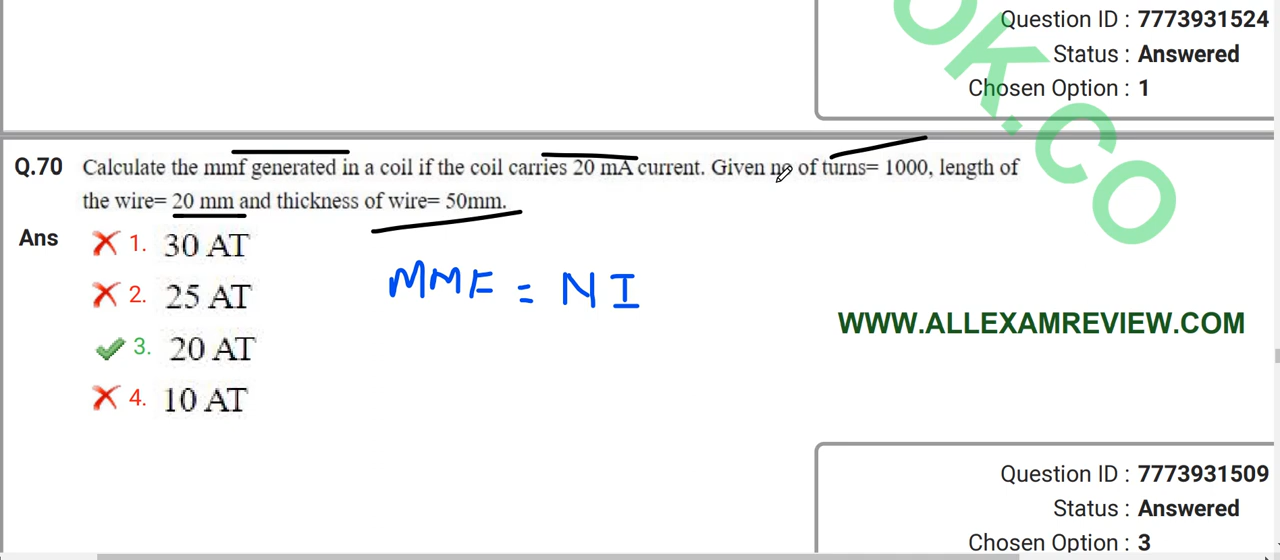 Question ID : 7773931524
Status : Answered
Chosen Option : 1
OK.CO
Q.70 Calculate the mmf generated in a coil if the coil carries 20 mA current. Given no of turns= 1000, length of
the wire= 20 mm and thickness of wire= 50mm.
Ans 1. 30 AT
2. 25 AT
3. 20 AT
4. 10 AT
MMF = NI
WWW.ALLEXAMREVIEW.COM
Question ID : 7773931509
Status : Answered
Chosen Option : 3